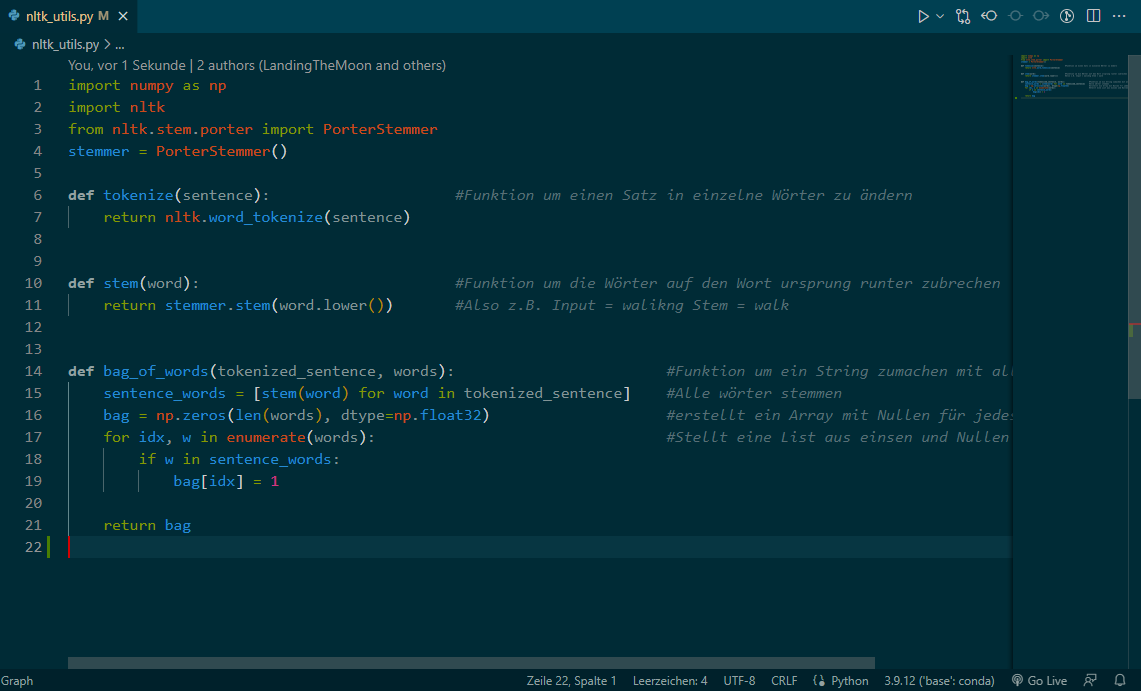 nltk_utils.py M
nltk_utils.py > ...
You, vor 1 Sekunde | 2 authors (LandingTheMoon and others)
1 import numpy as np
2 import nltk
3 from nltk.stem.porter import PorterStemmer
4 stemmer = PorterStemmer()
5
6 def tokenize(sentence): #Funktion um einen Satz in einzelne Wörter zu ändern
7 return nltk.word_tokenize(sentence)
8
9
10 def stem(word): #Funktion um die Wörter auf den Wort ursprung runter zubrechen
11 return stemmer.stem(word.lower()) #Also z.B. Input = walikng Stem = walk
12
13
14 def bag_of_words(tokenized_sentence, words): #Funktion um ein String zumachen mit al
15 sentence_words = [stem(word) for word in tokenized_sentence] #Alle wörter stemmen
16 bag = np.zeros(len(words), dtype=np.float32) #erstellt ein Array mit Nullen für jedes
17 for idx, w in enumerate(words): #Stellt eine List aus einsen und Nullen
18 if w in sentence_words:
19 bag[idx] = 1
20
21 return bag
22
Graph Zeile 22, Spalte 1 Leerzeichen: 4 UTF-8 CRLF Python 3.9.12 ('base': conda) Go Live